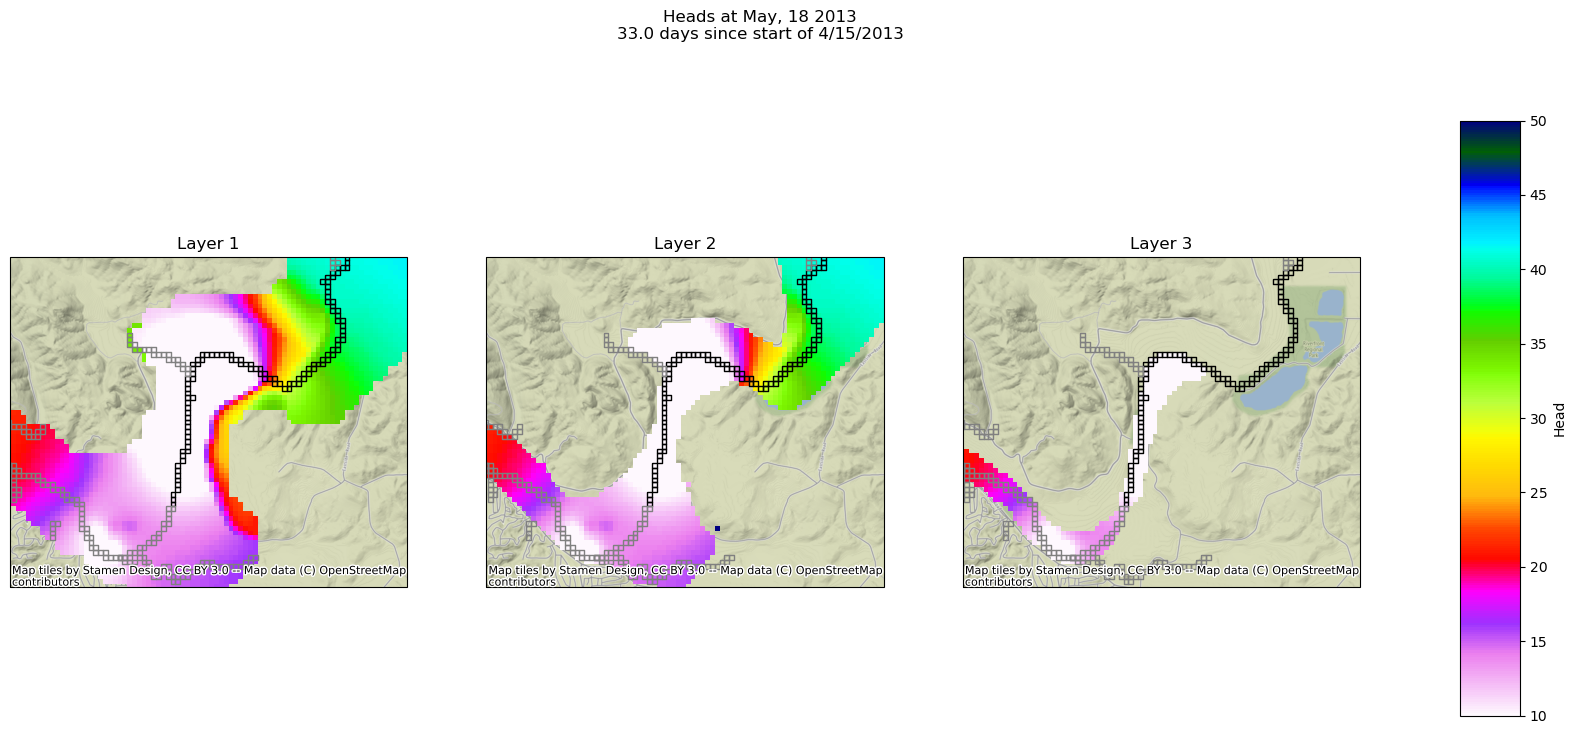 Heads at May, 18 2013
33.0 days since start of 4/15/2013
Layer 1
Layer 2
Layer 3
Map tiles by Stamen Design, CC BY 3.0 -- Map data (C) OpenStreetMap
contributors
Map tiles by Stamen Design, CC BY 3.0 -- Map data (C) OpenStreetMap
contributors
Map tiles by Stamen Design, CC BY 3.0 -- Map data (C) OpenStreetMap
contributors
50
45
40
35
30
25
20
15
10
Head